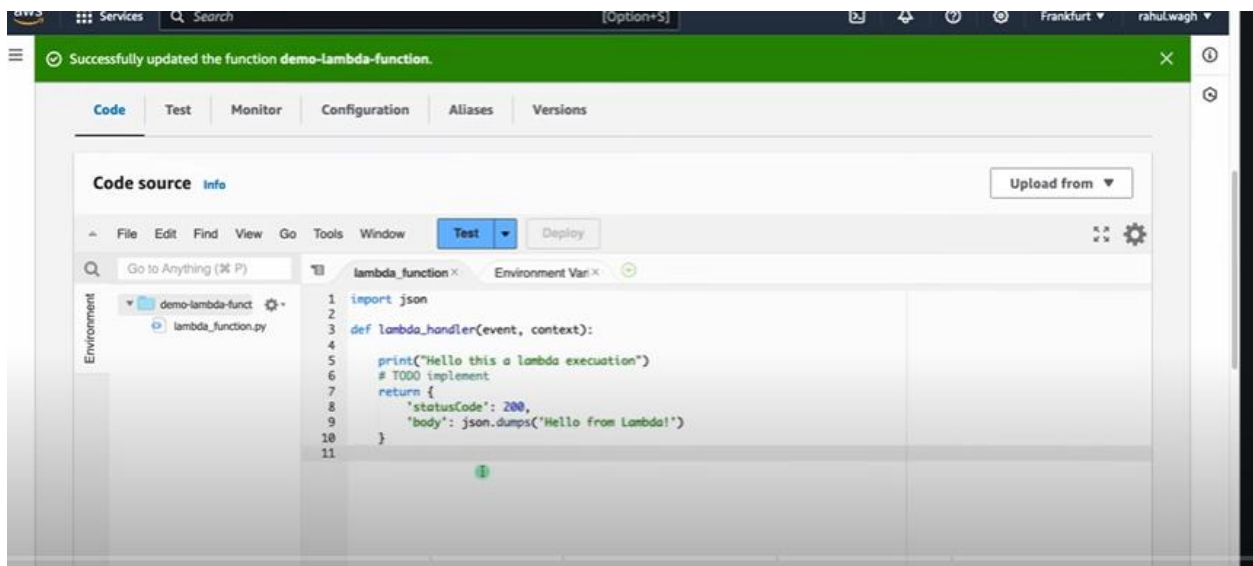 aws Services Search [Option+S] Frankfurt ▼ rahul.wagh ▼
Successfully updated the function demo-lambda-function.
Code Test Monitor Configuration Aliases Versions
Code source Info Upload from ▼
File Edit Find View Go Tools Window Test Deploy
Go to Anything (⌘ P) lambda_function × Environment Vari ×
Environment
demo-lambda-funct
lambda_function.py
1 import json
2
3 def lambda_handler(event, context):
4
5 print("Hello this a lambda execuation")
6 # TODO implement
7 return {
8 'statusCode': 200,
9 'body': json.dumps('Hello from Lambda!')
10 }
11